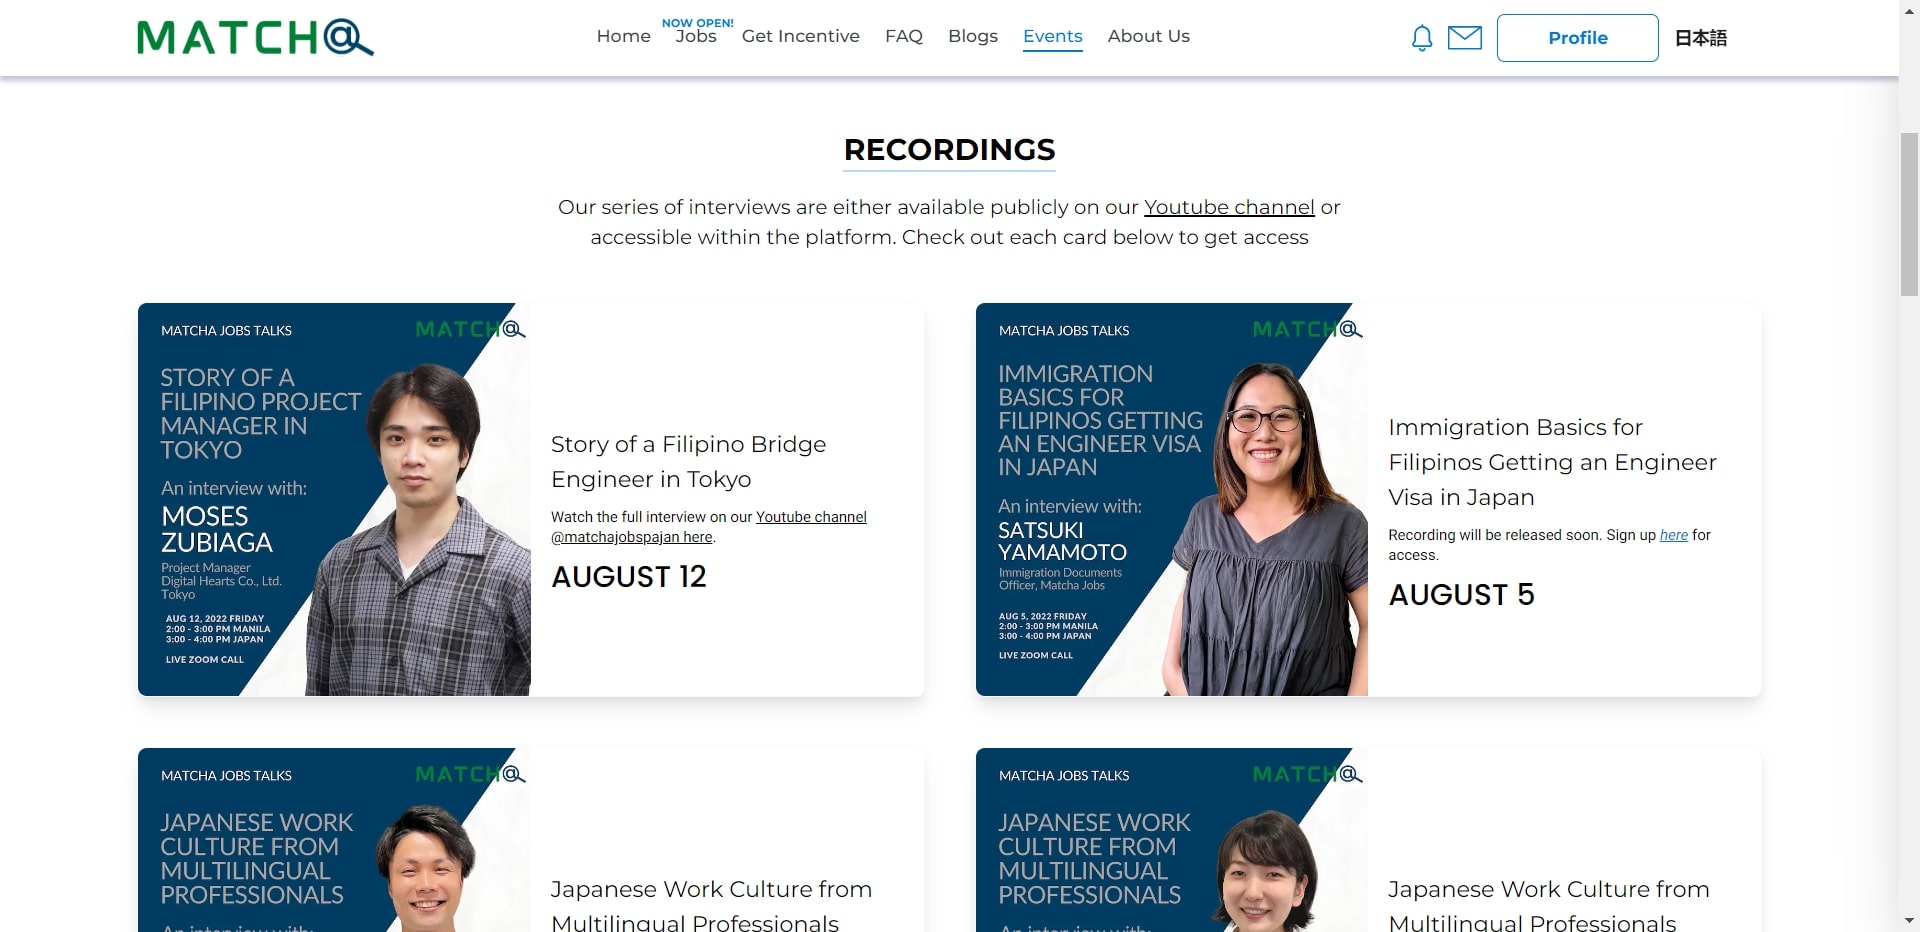 MATCH@
Home
NOW OPEN!
Jobs
Get Incentive
FAQ
Blogs
Events
About Us
Profile
日本語
RECORDINGS
Our series of interviews are either available publicly on our Youtube channel or
accessible within the platform. Check out each card below to get access
MATCHA JOBS TALKS
MATCH@
STORY OF A
FILIPINO PROJECT
MANAGER IN
TOKYO
An interview with:
MOSES
ZUBIAGA
Project Manager
Digital Hearts Co., Ltd.
Tokyo
AUG 12, 2022 FRIDAY
2:00 - 3:00 PM MANILA
3:00 - 4:00 PM JAPAN
LIVE ZOOM CALL
Story of a Filipino Bridge
Engineer in Tokyo
Watch the full interview on our Youtube channel
@matchajobspajan here.
AUGUST 12
MATCHA JOBS TALKS
MATCH@
IMMIGRATION
BASICS FOR
FILIPINOS GETTING
AN ENGINEER VISA
IN JAPAN
An interview with:
SATSUKI
YAMAMOTO
Immigration Documents
Officer, Matcha Jobs
AUG 5, 2022 FRIDAY
2:00 - 3:00 PM MANILA
3:00 - 4:00 PM JAPAN
LIVE ZOOM CALL
Immigration Basics for
Filipinos Getting an Engineer
Visa in Japan
Recording will be released soon. Sign up here for
access.
AUGUST 5
MATCHA JOBS TALKS
MATCH@
JAPANESE WORK
CULTURE FROM
MULTILINGUAL
PROFESSIONALS
An interview with:
Japanese Work Culture from
Multilingual Professionals
MATCHA JOBS TALKS
MATCH@
JAPANESE WORK
CULTURE FROM
MULTILINGUAL
PROFESSIONALS
An interview with:
Japanese Work Culture from
Multilingual Professionals